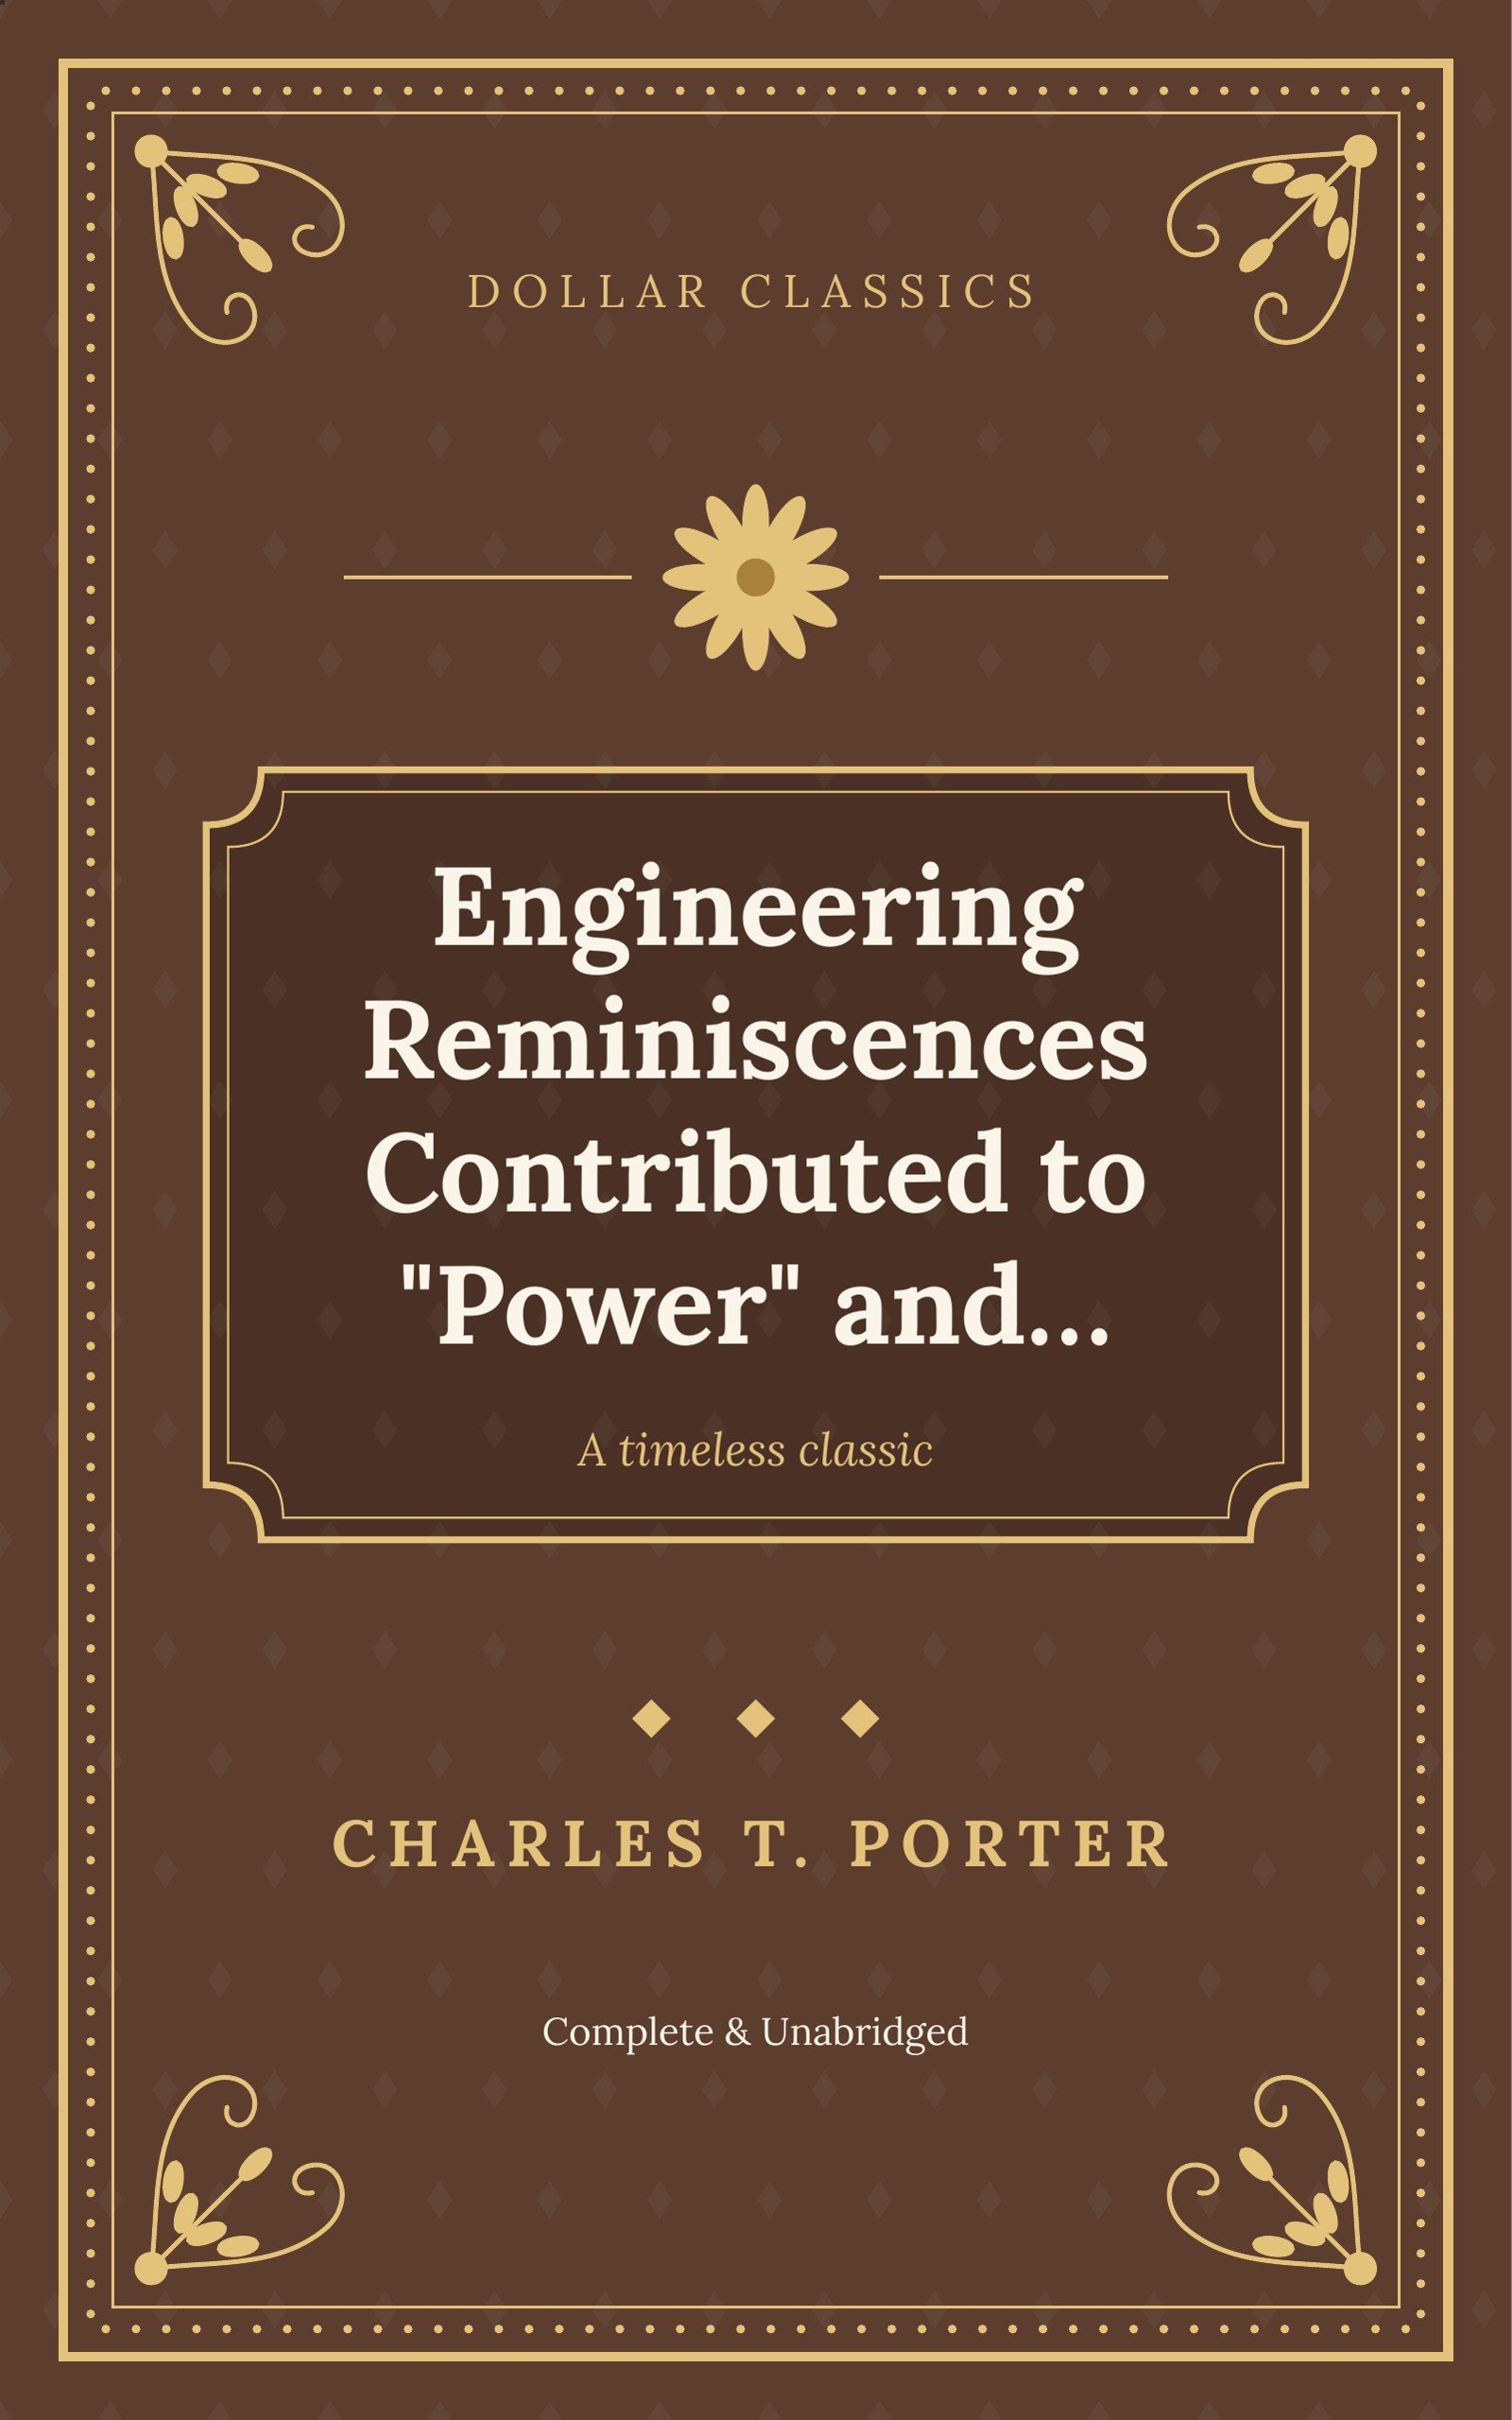 DOLLAR CLASSICS
Engineering
Reminiscences
Contributed to
"Power" and...
A timeless classic
CHARLES T. PORTER
Complete & Unabridged